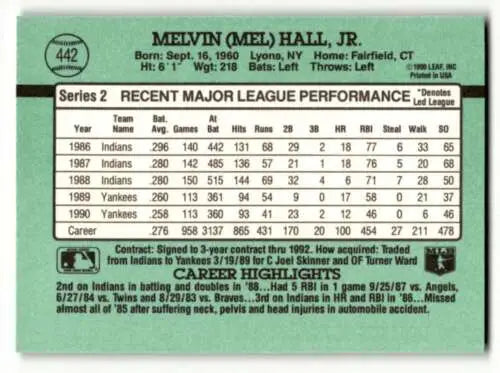 442
MELVIN (MEL) HALL, JR.
Born: Sept. 16, 1960 Lyons, NY Home: Fairfield, CT
Ht: 6' 1" Wgt: 218 Bats: Left Throws: Left
©1990 LEAF, INC.
Printed in USA
Series 2 RECENT MAJOR LEAGUE PERFORMANCE *Denotes Led League
Year Team Name Bat. Avg. Games At Bat Hits Runs 2B 3B HR RBI Steal Walk SO
1986 Indians .296 140 442 131 68 29 2 18 77 6 33 65
1987 Indians .280 142 485 136 57 21 1 18 76 5 20 68
1988 Indians .280 150 515 144 69 32 4 6 71 7 28 50
1989 Yankees .260 113 361 94 54 9 0 17 58 0 21 37
1990 Yankees .258 113 360 93 41 23 2 12 46 0 6 46
Career .276 958 3137 865 431 170 20 100 454 27 211 478
Contract: Signed to 3-year contract thru 1992. How acquired: Traded
from Indians to Yankees 3/19/89 for C Joel Skinner and OF Turner Ward
CAREER HIGHLIGHTS
2nd on Indians in batting and doubles in '88...Had 5 RBI in 1 game 9/25/87 vs. Angels,
6/27/84 vs. Twins and 8/29/83 vs. Braves...3rd on Indians in HR and RBI in '86...Missed
almost all of '85 after suffering neck, pelvis and head injuries in automobile accident.